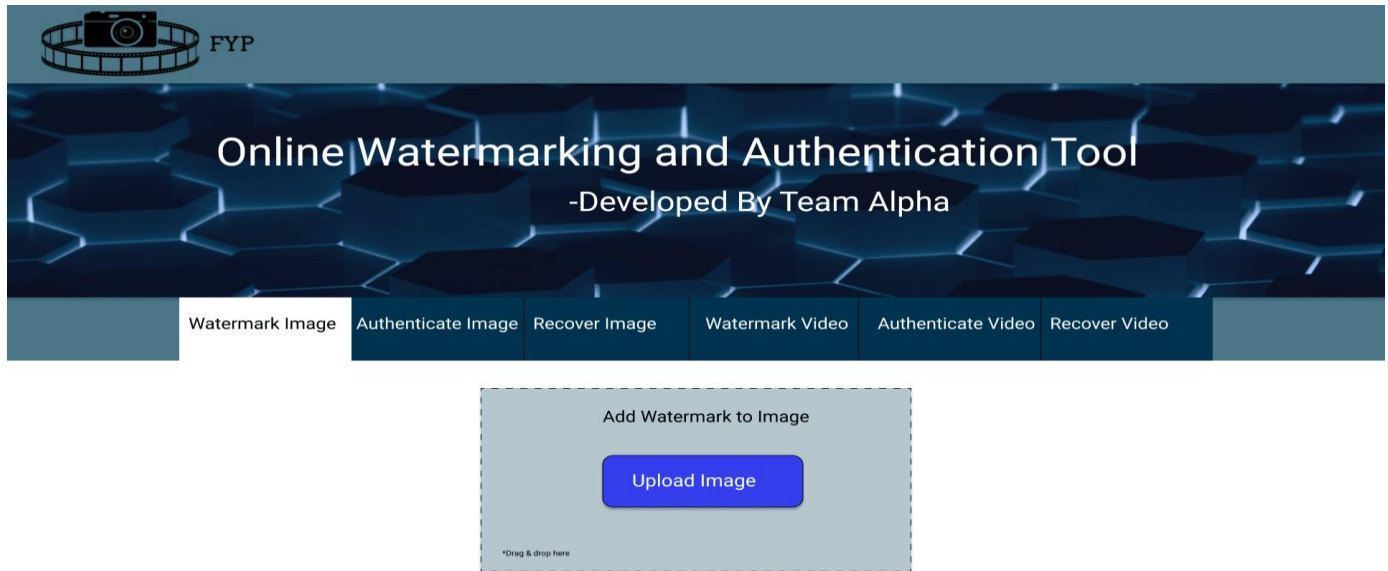 FYP
Online Watermarking and Authentication Tool
-Developed By Team Alpha
Watermark Image Authenticate Image Recover Image Watermark Video Authenticate Video Recover Video
Add Watermark to Image
Upload Image
*Drag & drop here